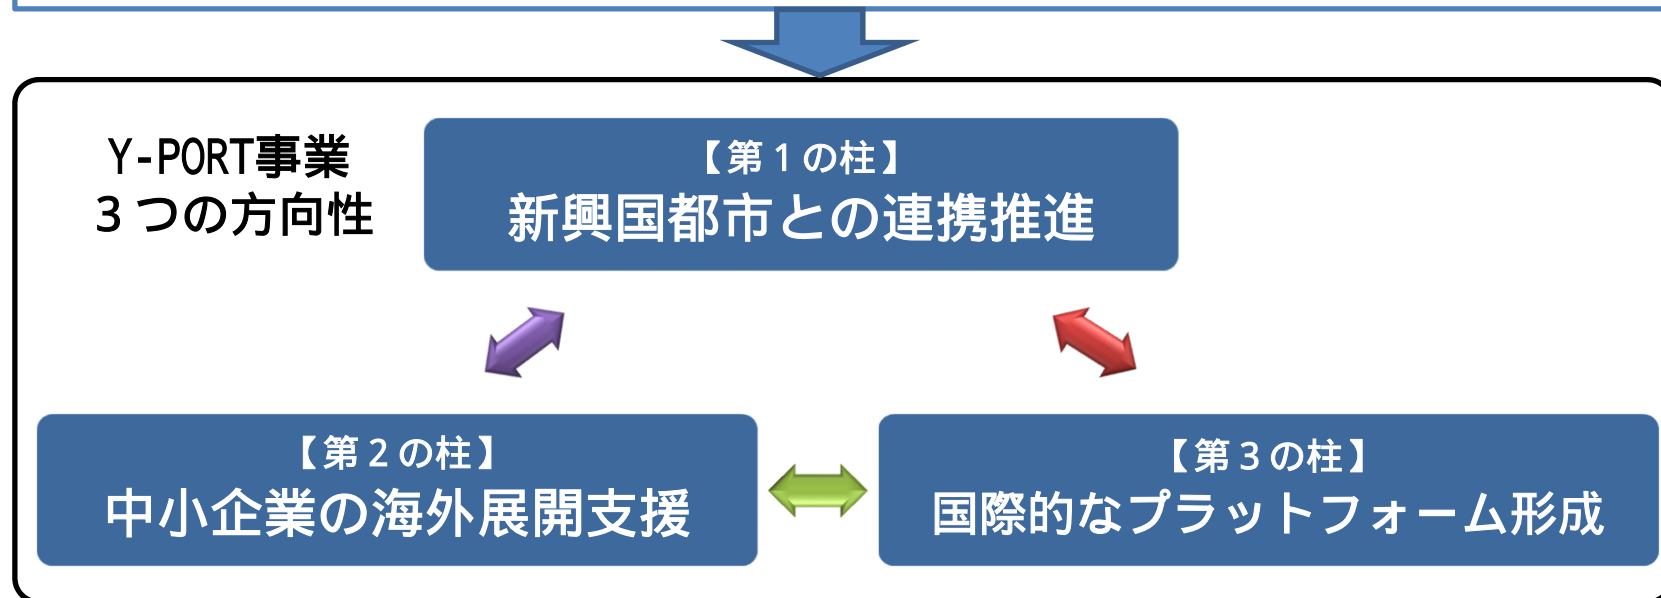 Y-PORT事業
３つの方向性
【第１の柱】
新興国都市との連携推進
【第２の柱】
中小企業の海外展開支援
【第３の柱】
国際的なプラットフォーム形成